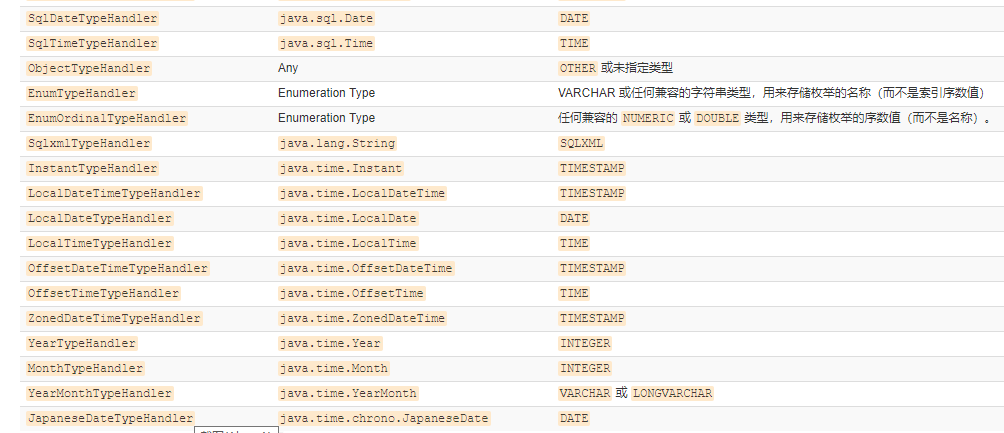 SqlDateTypeHandler java.sql.Date DATE
SqlTimeTypeHandler java.sql.Time TIME
ObjectTypeHandler Any OTHER 或未指定类型
EnumTypeHandler Enumeration Type VARCHAR 或任何兼容的字符串类型，用来存储枚举的名称（而不是索引序数值）
EnumOrdinalTypeHandler Enumeration Type 任何兼容的 NUMERIC 或 DOUBLE 类型，用来存储枚举的序数值（而不是名称）。
SqlxmlTypeHandler java.lang.String SQLXML
InstantTypeHandler java.time.Instant TIMESTAMP
LocalDateTimeTypeHandler java.time.LocalDateTime TIMESTAMP
LocalDateTypeHandler java.time.LocalDate DATE
LocalTimeTypeHandler java.time.LocalTime TIME
OffsetDateTimeTypeHandler java.time.OffsetDateTime TIMESTAMP
OffsetTimeTypeHandler java.time.OffsetTime TIME
ZonedDateTimeTypeHandler java.time.ZonedDateTime TIMESTAMP
YearTypeHandler java.time.Year INTEGER
MonthTypeHandler java.time.Month INTEGER
YearMonthTypeHandler java.time.YearMonth VARCHAR 或 LONGVARCHAR
JapaneseDateTypeHandler java.time.chrono.JapaneseDate DATE